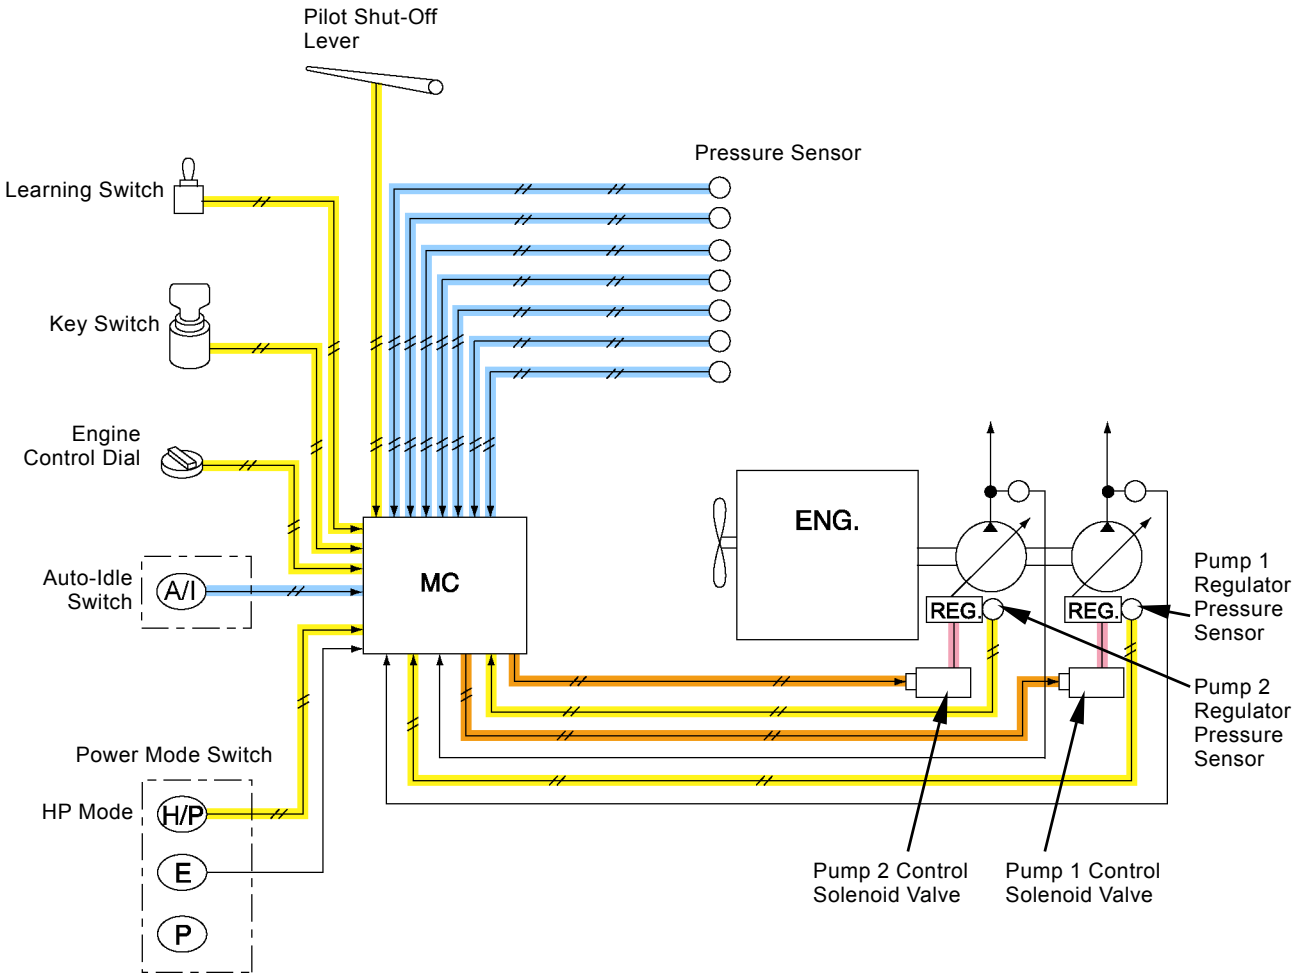 Pilot Shut-Off
Lever
Pressure Sensor
Learning Switch
Key Switch
Engine
Control Dial
ENG.
Auto-Idle
Switch
A/I
MC
REG.
REG.
Pump 1
Regulator
Pressure
Sensor
Pump 2
Regulator
Pressure
Sensor
Power Mode Switch
HP Mode
H/P
E
P
Pump 2 Control
Solenoid Valve
Pump 1 Control
Solenoid Valve